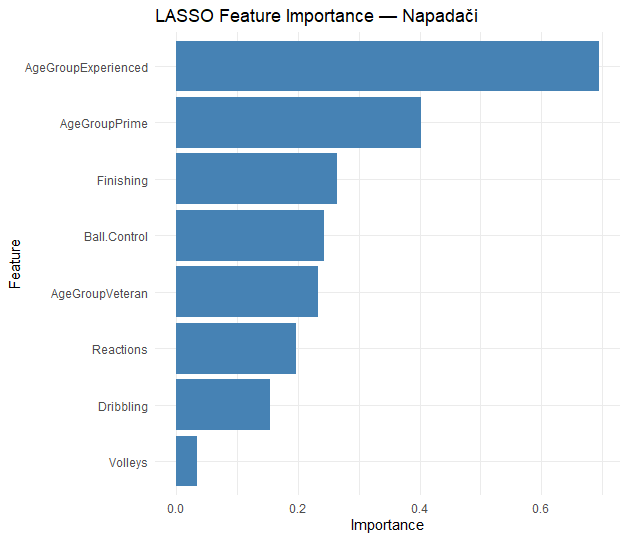 LASSO Feature Importance — Napadači
AgeGroupExperienced
AgeGroupPrime
Finishing
Ball.Control
AgeGroupVeteran
Reactions
Dribbling
Volleys
Feature
0.0 0.2 0.4 0.6
Importance